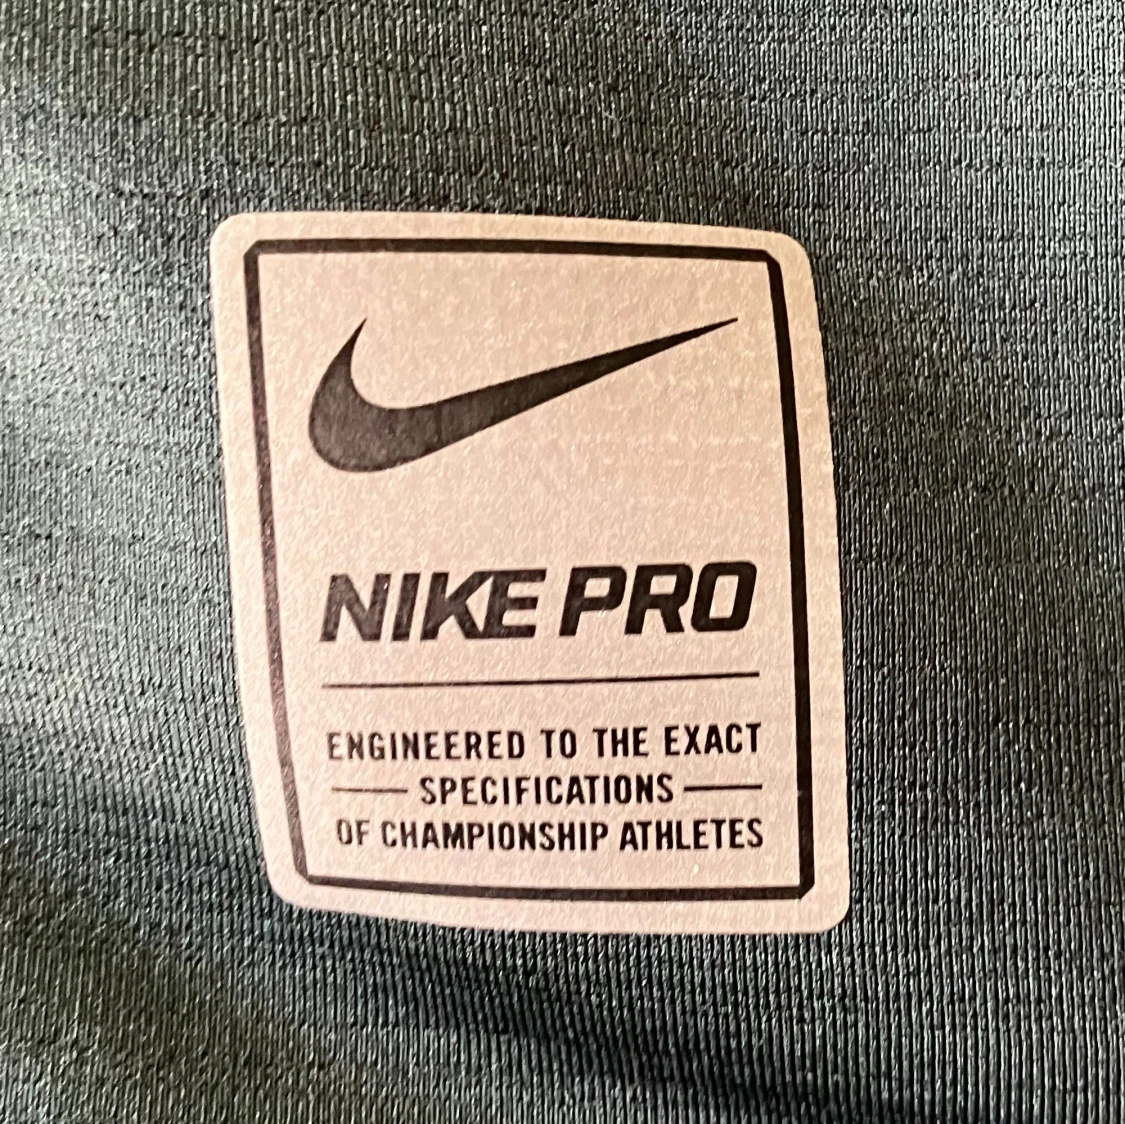 NIKE PRO
ENGINEERED TO THE EXACT
SPECIFICATIONS
OF CHAMPIONSHIP ATHLETES